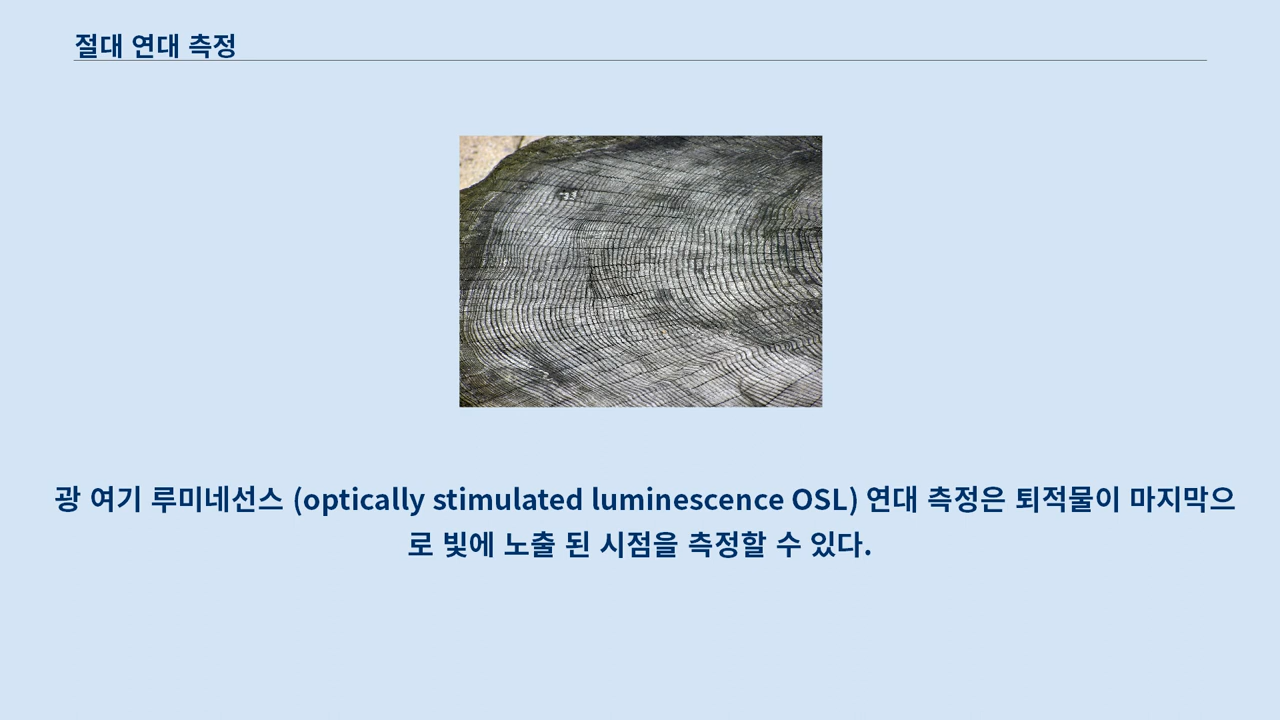 절대 연대 측정
광 여기 루미네선스 (optically stimulated luminescence OSL) 연대 측정은 퇴적물이 마지막으
로 빛에 노출 된 시점을 측정할 수 있다.